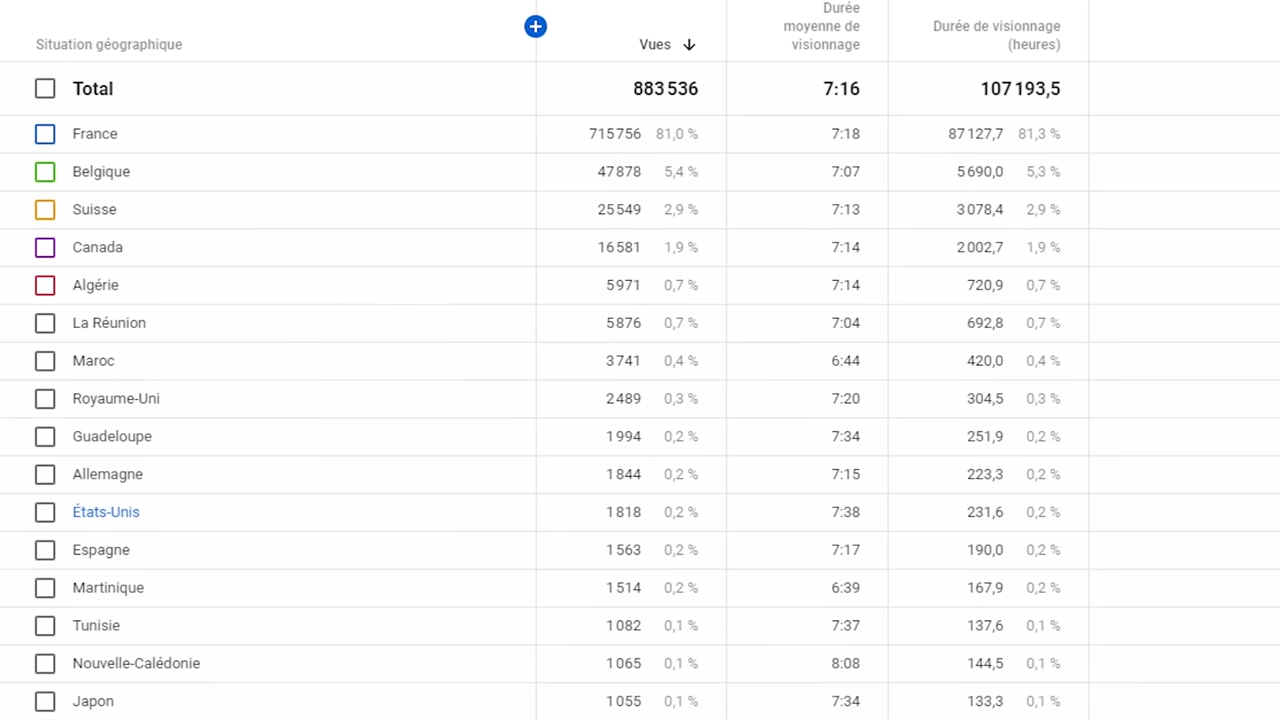 Situation géographique Vues Durée moyenne de visionnage Durée de visionnage (heures)
Total 883 536 7:16 107 193,5
France 715 756 81,0 % 7:18 87 127,7 81,3 %
Belgique 47 878 5,4 % 7:07 5 690,0 5,3 %
Suisse 25 549 2,9 % 7:13 3 078,4 2,9 %
Canada 16 581 1,9 % 7:14 2 002,7 1,9 %
Algérie 5 971 0,7 % 7:14 720,9 0,7 %
La Réunion 5 876 0,7 % 7:04 692,8 0,7 %
Maroc 3 741 0,4 % 6:44 420,0 0,4 %
Royaume-Uni 2 489 0,3 % 7:20 304,5 0,3 %
Guadeloupe 1 994 0,2 % 7:34 251,9 0,2 %
Allemagne 1 844 0,2 % 7:15 223,3 0,2 %
États-Unis 1 818 0,2 % 7:38 231,6 0,2 %
Espagne 1 563 0,2 % 7:17 190,0 0,2 %
Martinique 1 514 0,2 % 6:39 167,9 0,2 %
Tunisie 1 082 0,1 % 7:37 137,6 0,1 %
Nouvelle-Calédonie 1 065 0,1 % 8:08 144,5 0,1 %
Japon 1 055 0,1 % 7:34 133,3 0,1 %